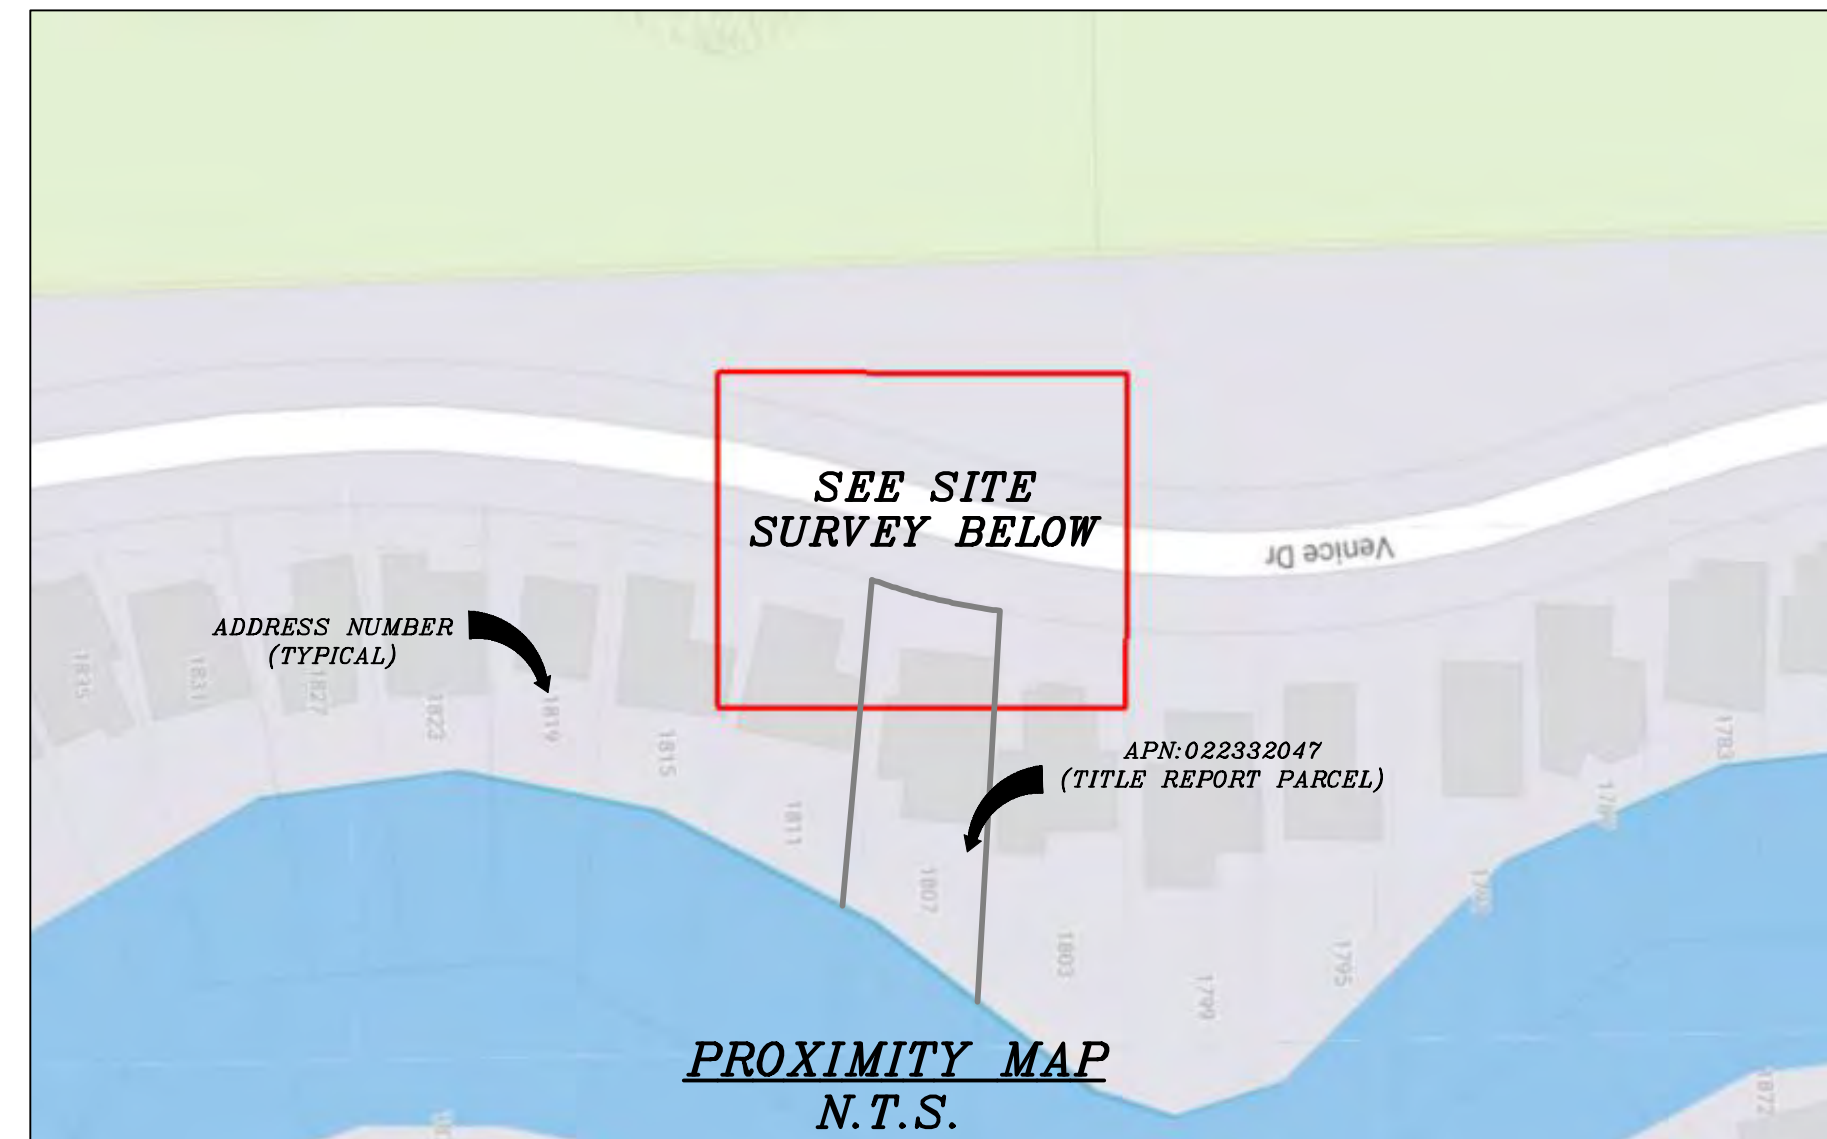 SEE SITE
SURVEY BELOW
Venice Dr
ADDRESS NUMBER
(TYPICAL)
1835
1831
1827
1823
1819
1815
1811
1807
1803
1799
1795
1783
1872
APN:022332047
(TITLE REPORT PARCEL)
PROXIMITY MAP
N.T.S.